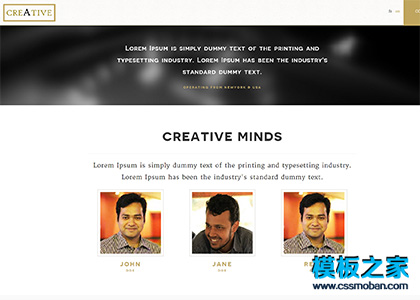 CREATIVE
LOREM IPSUM IS SIMPLY DUMMY TEXT OF THE PRINTING AND
TYPESETTING INDUSTRY. LOREM IPSUM HAS BEEN THE INDUSTRY'S
STANDARD DUMMY TEXT.
OPERATING FROM NEWYORK & USA
CREATIVE MINDS
Lorem Ipsum is simply dummy text of the printing and typesetting industry.
Lorem Ipsum has been the industry's standard dummy text.
JOHN
JANE
模板之家
www.cssmoban.com